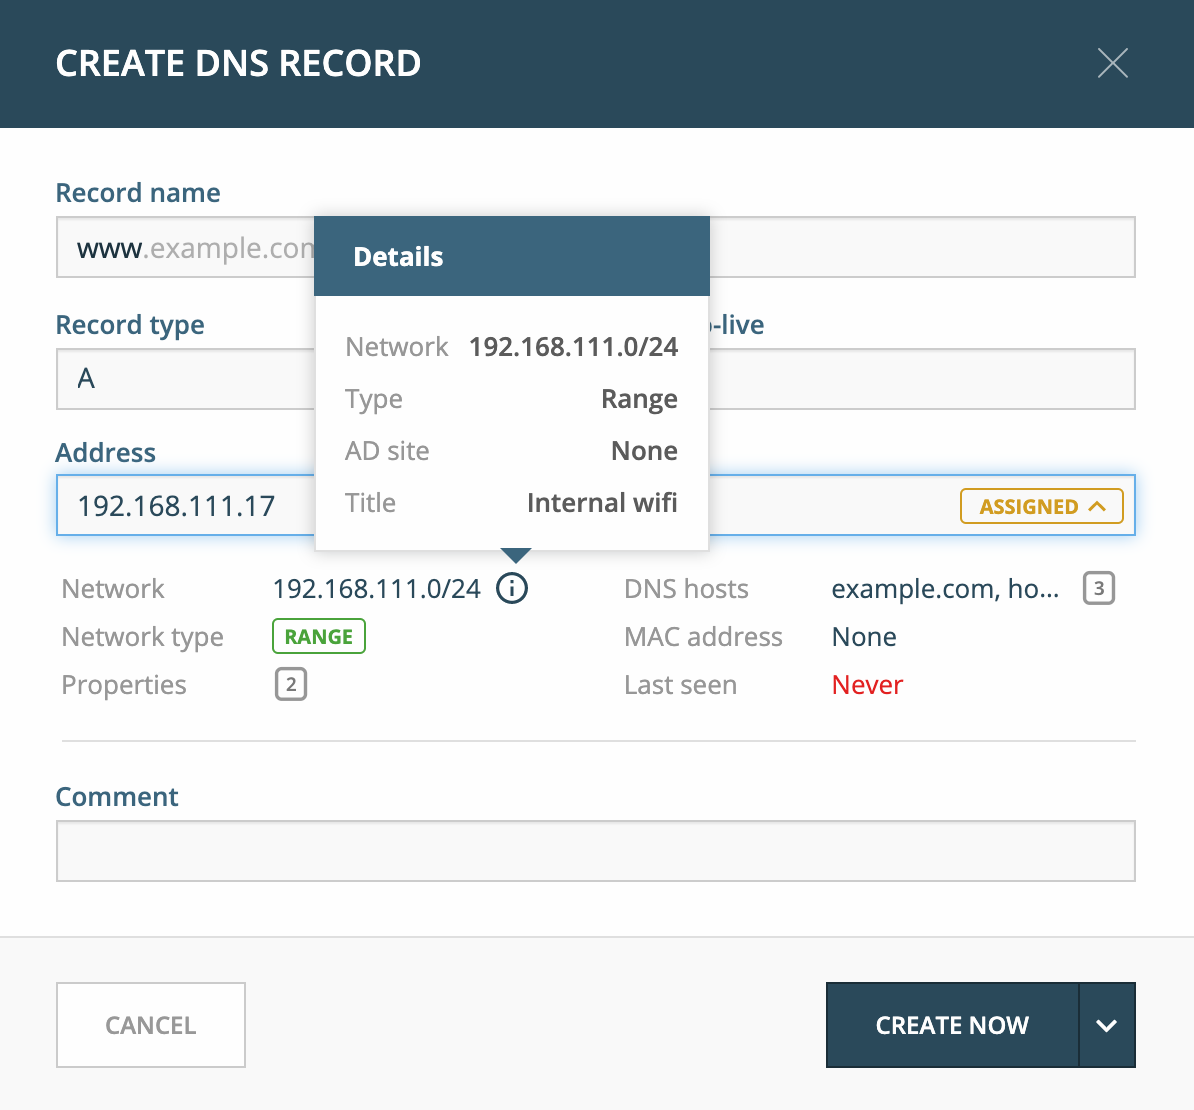 CREATE DNS RECORD
Record name
www.example.com
Details
Record type
-live
A
Network 192.168.111.0/24
Type Range
AD site None
Title Internal wifi
Address
192.168.111.17
ASSIGNED
Network 192.168.111.0/24
DNS hosts example.com, ho... 3
Network type RANGE
MAC address None
Properties 2
Last seen Never
Comment
CANCEL
CREATE NOW